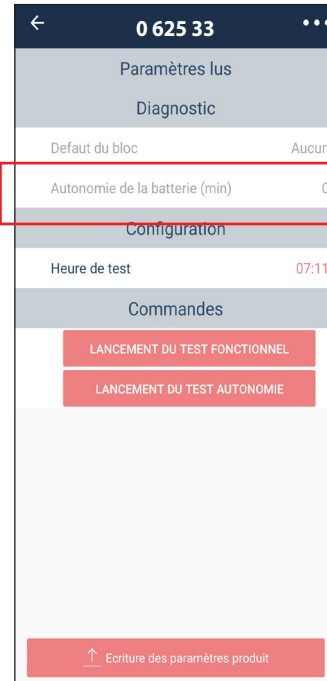 0 625 33
Paramètres lus
Diagnostic
Defaut du bloc Aucun
Autonomie de la batterie (min) 0
Configuration
Heure de test 07:11
Commandes
LANCEMENT DU TEST FONCTIONNEL
LANCEMENT DU TEST AUTONOMIE
Ecriture des paramètres produit